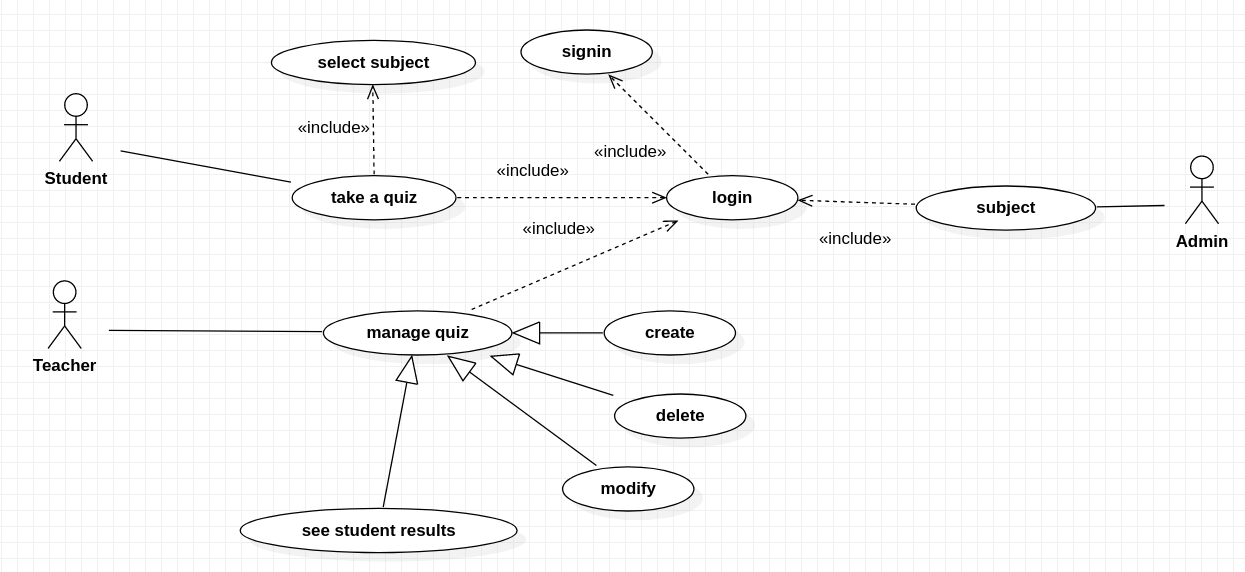 signin
select subject
«include»
«include»
«include»
Student
take a quiz
login
subject
«include»
«include»
Admin
manage quiz
create
Teacher
delete
modify
see student results